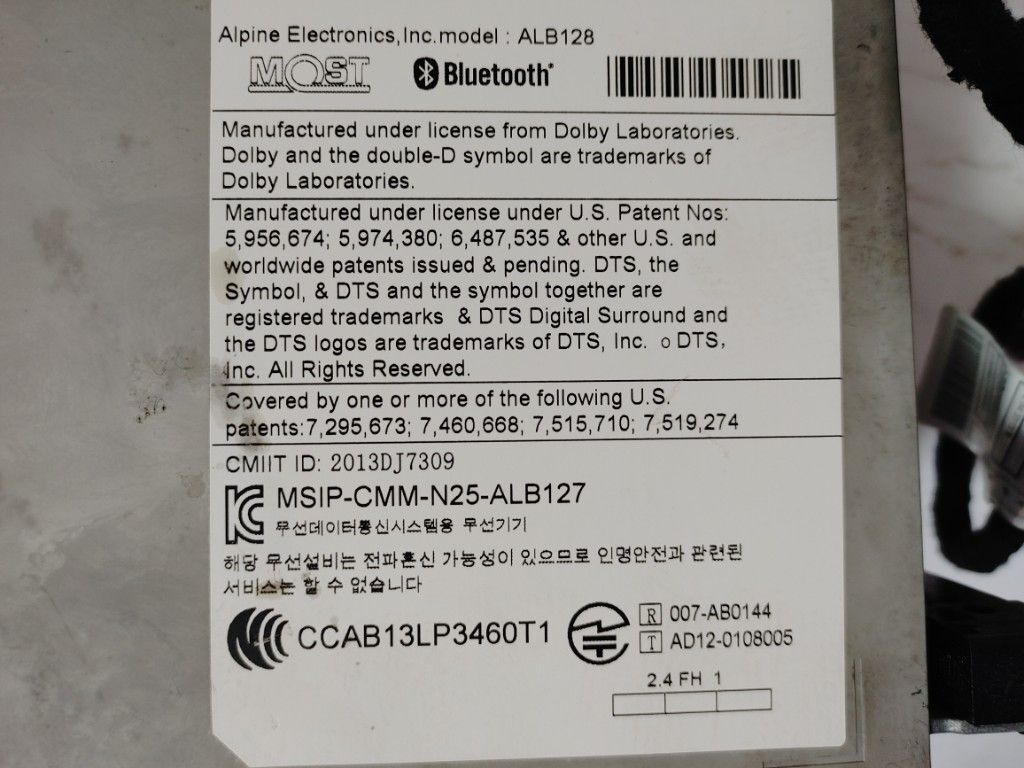 Alpine Electronics,Inc.model : ALB128
MOST Bluetooth®
Manufactured under license from Dolby Laboratories.
Dolby and the double-D symbol are trademarks of
Dolby Laboratories.
Manufactured under license under U.S. Patent Nos:
5,956,674; 5,974,380; 6,487,535 & other U.S. and
worldwide patents issued & pending. DTS, the
Symbol, & DTS and the symbol together are
registered trademarks & DTS Digital Surround and
the DTS logos are trademarks of DTS, Inc. o DTS,
Inc. All Rights Reserved.
Covered by one or more of the following U.S.
patents:7,295,673; 7,460,668; 7,515,710; 7,519,274
CMIIT ID: 2013DJ7309
MSIP-CMM-N25-ALB127
무선데이터통신시스템용 무선기기
해당 무선설비는 전파혼신 가능성이 있으므로 인명안전과 관련된
서비스는 할 수 없습니다
CCAB13LP3460T1
R 007-AB0144
T AD12-0108005
2.4 FH 1